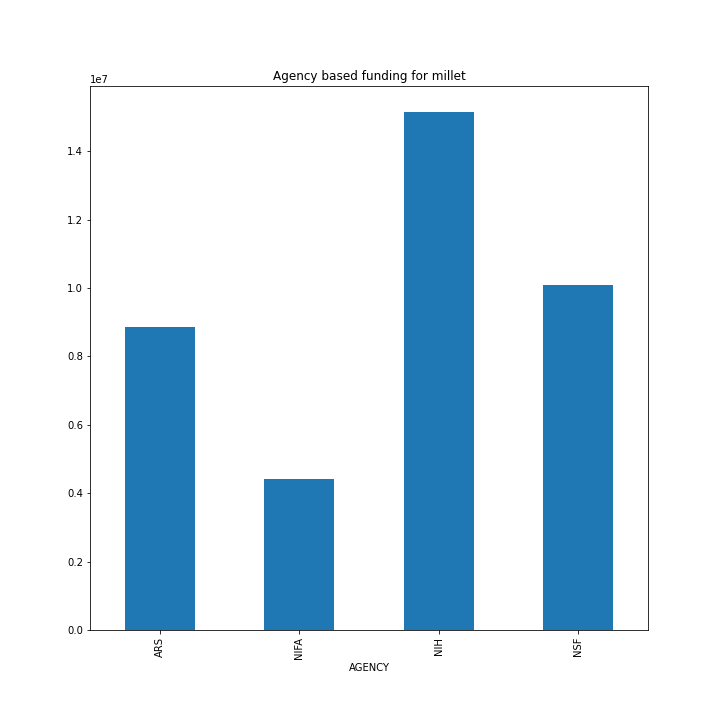 Agency based funding for millet
1e7
1.4
1.2
1.0
0.8
0.6
0.4
0.2
0.0
ARS
NIFA
NIH
NSF
AGENCY